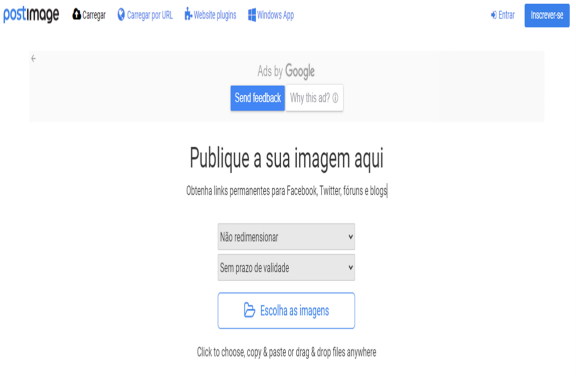 postimage Carregar Carregar por URL Website plugins Windows App Entrar Inscrever-se
Ads by Google
Send feedback Why this ad?
Publique a sua imagem aqui
Obtenha links permanentes para Facebook, Twitter, fóruns e blogs
Não redimensionar
Sem prazo de validade
Escolha as imagens
Click to choose, copy & paste or drag & drop files anywhere